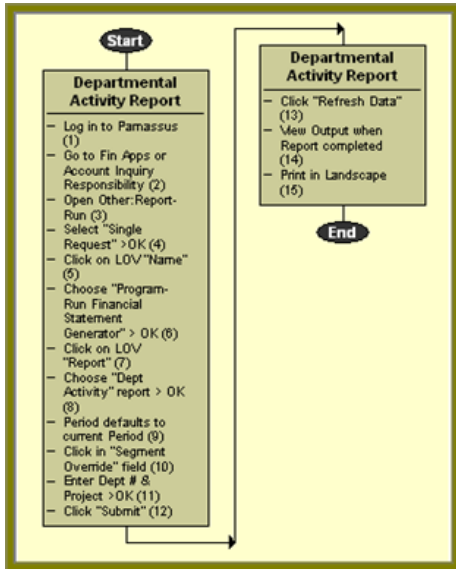 Start
Departmental
Activity Report
– Log in to Parnassus
(1)
– Go to Fin Apps or
Account Inquiry
Responsibility (2)
– Open Other:Report-
Run (3)
– Select "Single
Request" >OK (4)
– Click on LOV "Name"
(5)
– Choose "Program-
Run Financial
Statement
Generator" > OK (6)
– Click on LOV
"Report" (7)
– Choose "Dept
Activity" report > OK
(8)
– Period defaults to
current Period (9)
– Click in "Segment
Override" field (10)
– Enter Dept # &
Project >OK (11)
– Click "Submit" (12)
Departmental
Activity Report
– Click "Refresh Data"
(13)
– View Output when
Report completed
(14)
– Print in Landscape
(15)
End